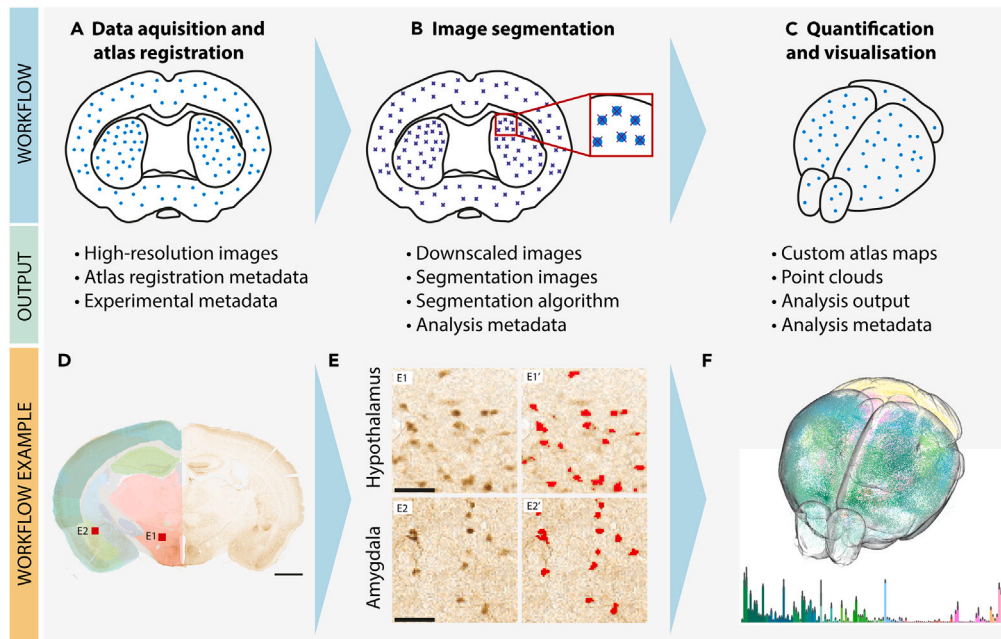 A Data aquisition and
atlas registration
B Image segmentation
C Quantification
and visualisation
WORKFLOW
OUTPUT
• High-resolution images
• Atlas registration metadata
• Experimental metadata
• Downscaled images
• Segmentation images
• Segmentation algorithm
• Analysis metadata
• Custom atlas maps
• Point clouds
• Analysis output
• Analysis metadata
WORKFLOW EXAMPLE
D
E2
E1
E
Hypothalamus
E1
E1’
Amygdala
E2
E2’
F